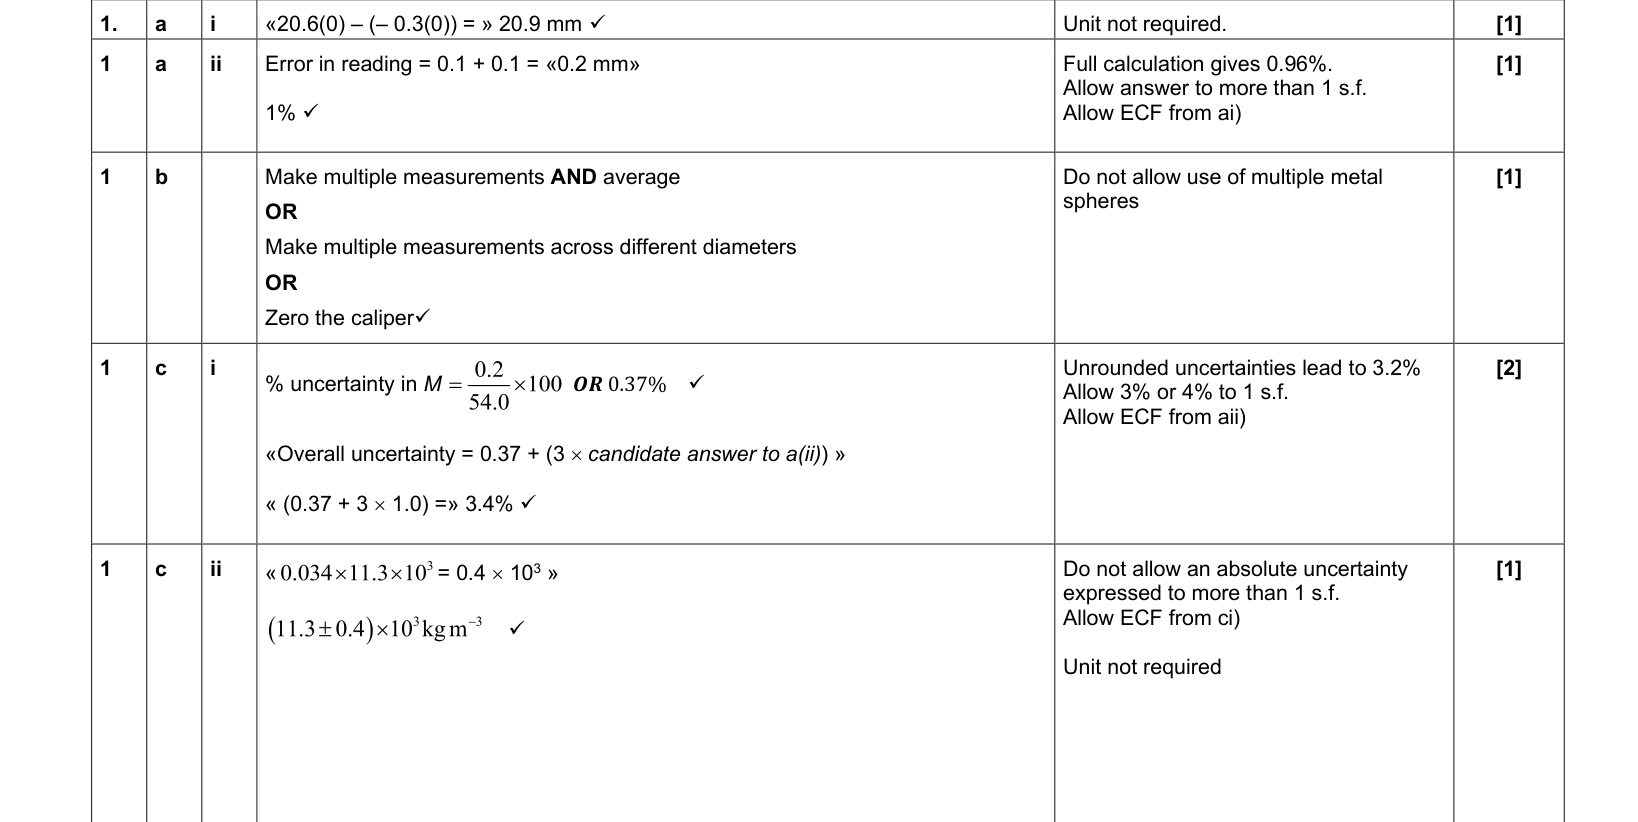 1. a i «20.6(0) – (– 0.3(0)) = » 20.9 mm ✓ Unit not required. [1]
1 a ii Error in reading = 0.1 + 0.1 = «0.2 mm» Full calculation gives 0.96%. [1]
Allow answer to more than 1 s.f.
1% ✓ Allow ECF from ai)
1 b Make multiple measurements AND average Do not allow use of multiple metal [1]
spheres
OR
Make multiple measurements across different diameters
OR
Zero the caliper✓
1 c i % uncertainty in M = 0.2/54.0 ×100 OR 0.37% ✓ Unrounded uncertainties lead to 3.2% [2]
Allow 3% or 4% to 1 s.f.
Allow ECF from aii)
«Overall uncertainty = 0.37 + (3 × candidate answer to a(ii)) »
« (0.37 + 3 × 1.0) =» 3.4% ✓
1 c ii « 0.034×11.3×10³ = 0.4 × 10³ » Do not allow an absolute uncertainty [1]
expressed to more than 1 s.f.
(11.3±0.4)×10³ kg m⁻³ ✓ Allow ECF from ci)
Unit not required